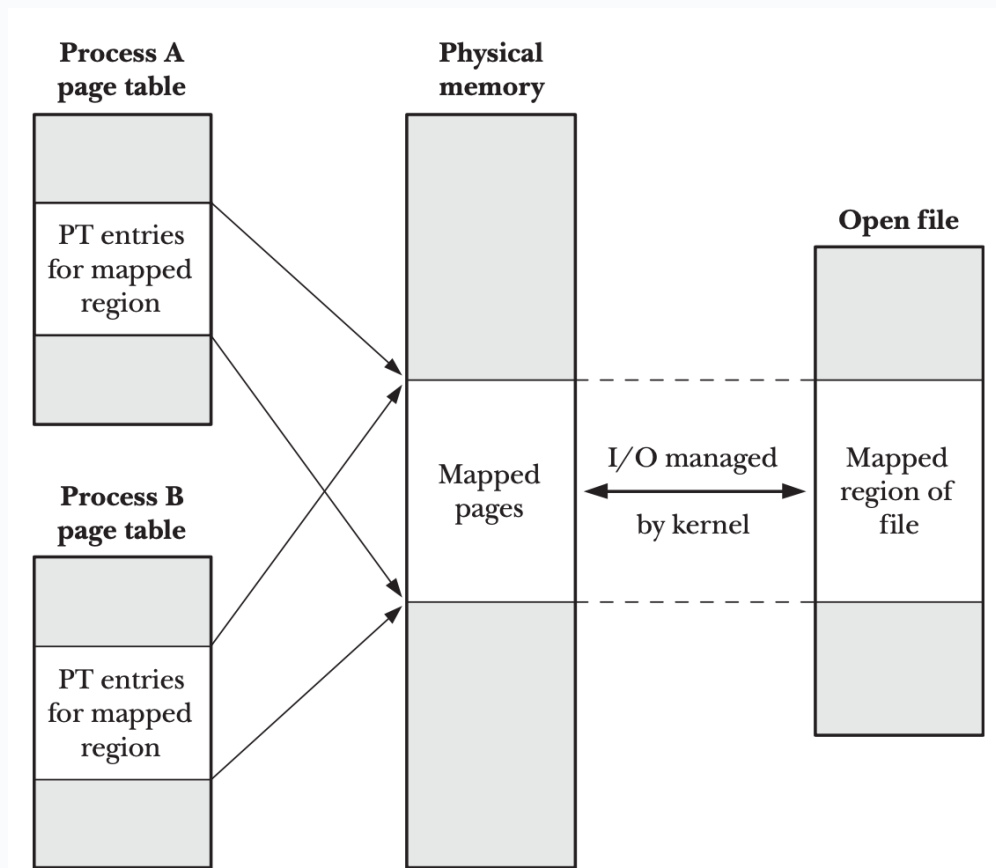 Process A
page table
PT entries
for mapped
region
Process B
page table
PT entries
for mapped
region
Physical
memory
Mapped
pages
I/O managed
by kernel
Open file
Mapped
region of
file